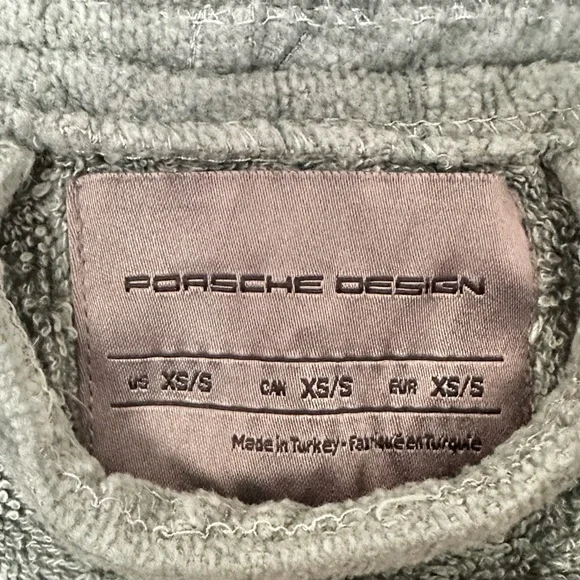 PORSCHE DESIGN
US XS/S CAN XS/S EUR XS/S
Made in Turkey - Fabriqué en Turquie